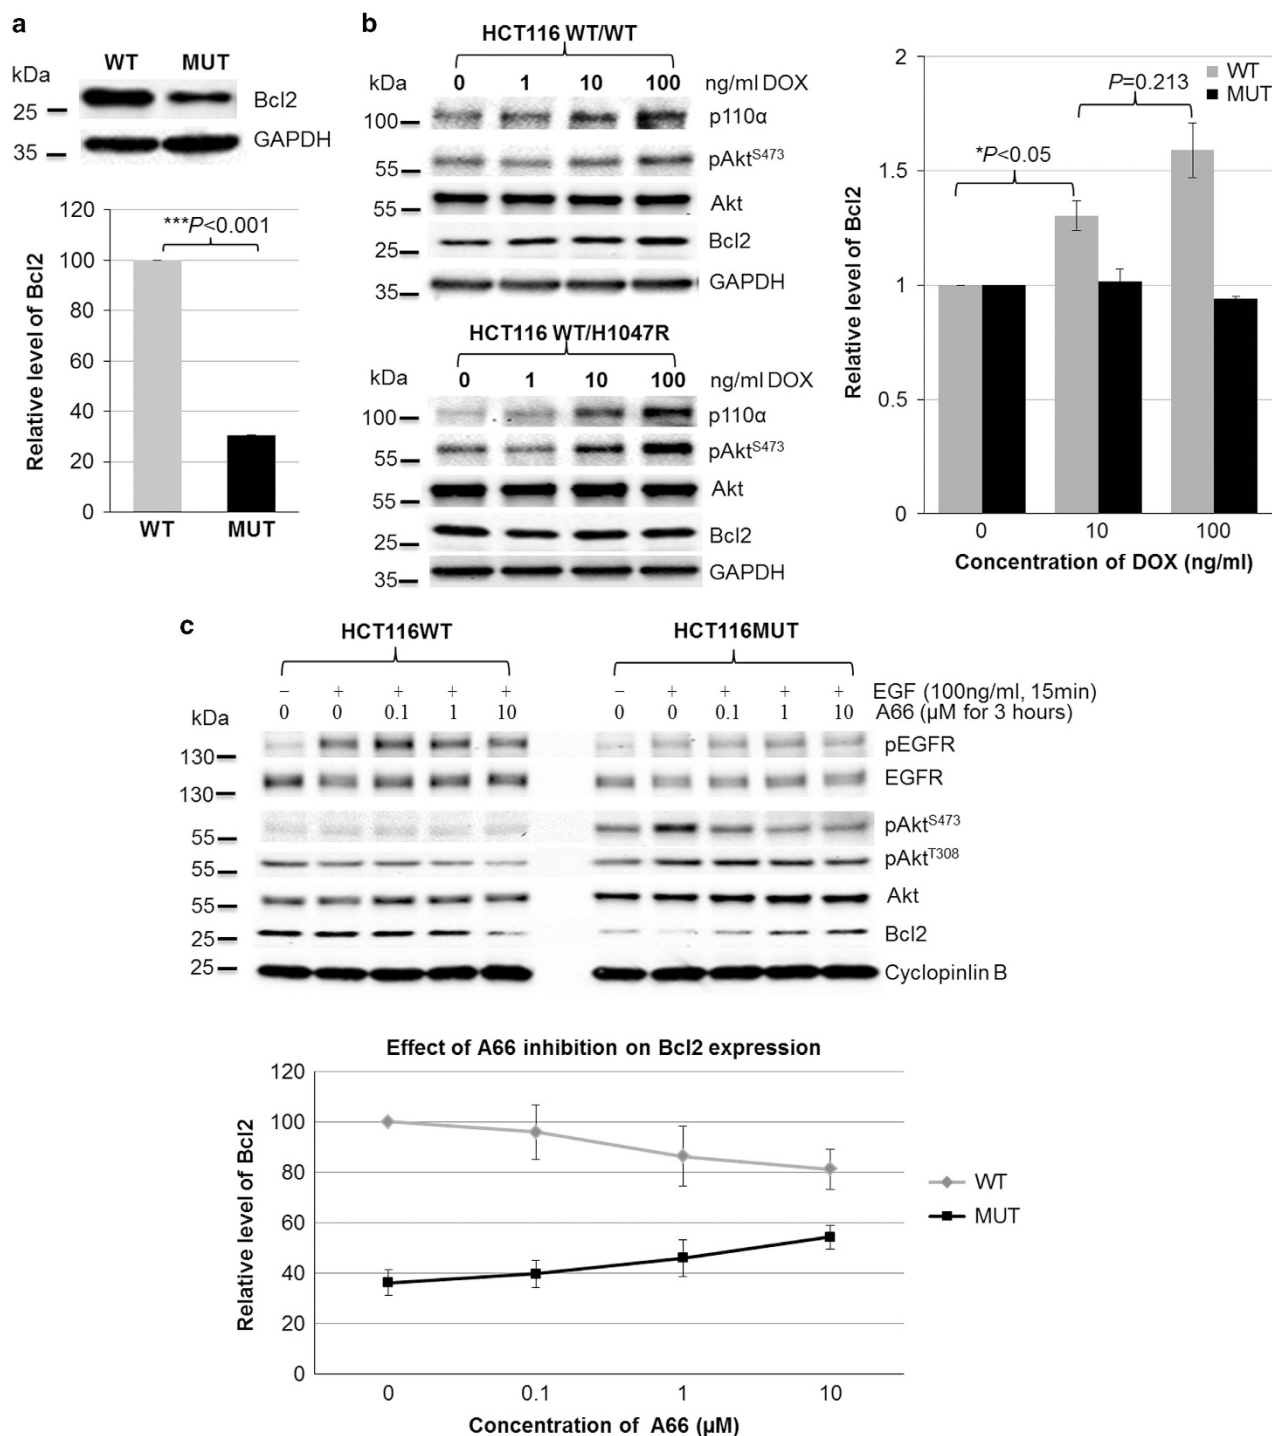 a
WT MUT
kDa
25 Bcl2
35 GAPDH
***P<0.001
Relative level of Bcl2
120
100
80
60
40
20
0
WT MUT
b
HCT116 WT/WT
kDa 0 1 10 100 ng/ml DOX
100 p110α
55 pAktS473
55 Akt
25 Bcl2
35 GAPDH
HCT116 WT/H1047R
kDa 0 1 10 100 ng/ml DOX
100 p110α
55 pAktS473
55 Akt
25 Bcl2
35 GAPDH
WT
MUT
P=0.213
*P<0.05
Relative level of Bcl2
2
1.5
1
0.5
0
0 10 100
Concentration of DOX (ng/ml)
c
HCT116WT HCT116MUT
− + + + + − + + + + EGF (100ng/ml, 15min)
kDa 0 0 0.1 1 10 0 0 0.1 1 10 A66 (µM for 3 hours)
130 pEGFR
130 EGFR
55 pAktS473
55 pAktT308
55 Akt
25 Bcl2
25 Cyclopinlin B
Effect of A66 inhibition on Bcl2 expression
Relative level of Bcl2
120
100
80
60
40
20
0
0 0.1 1 10
Concentration of A66 (µM)
WT
MUT